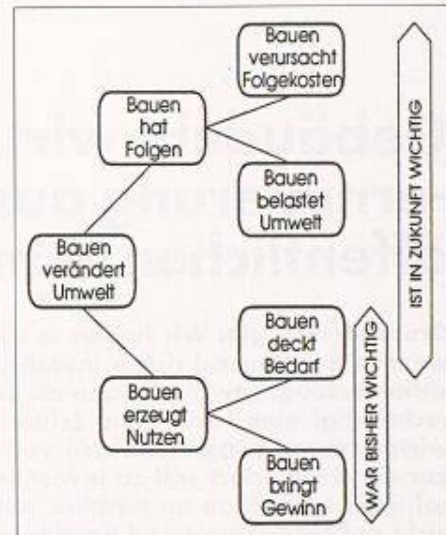 Bauen
verursacht
Folgekosten
Bauen
hat
Folgen
Bauen
belastet
Umwelt
Bauen
verändert
Umwelt
Bauen
deckt
Bedarf
Bauen
erzeugt
Nutzen
Bauen
bringt
Gewinn
IST IN ZUKUNFT WICHTIG
WAR BISHER WICHTIG